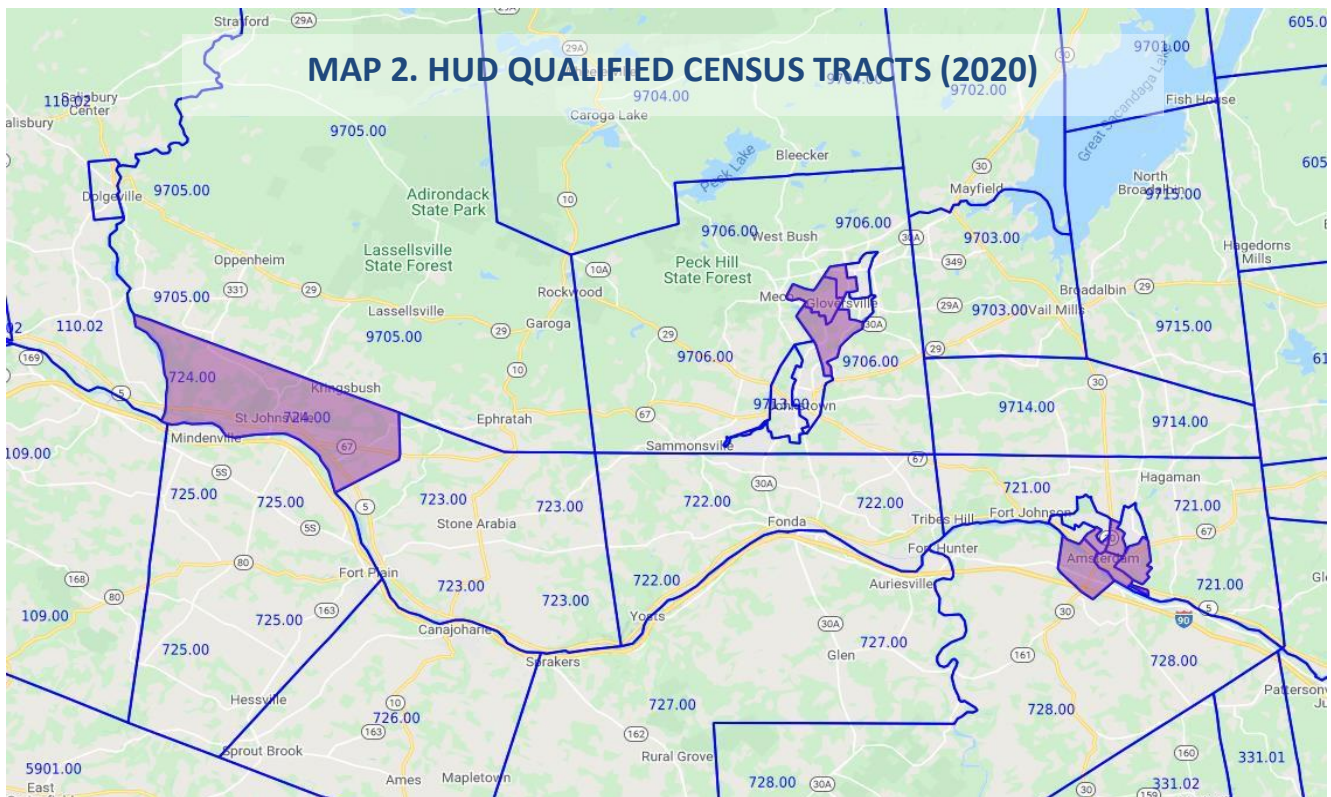 Stratford
29A
605.0
MAP 2. HUD QUALIFIED CENSUS TRACTS (2020)
9701.00
30
29A
110.02
Salisbury
Center
alisbury
9704.00
9702.00
Great Sacandaga Lake
Fish House
Caroga Lake
9705.00
605
Bleecker
Peck Lake
30
North
Broadalbin
Mayfield
9715.00
Dolgeville
9705.00
Adirondack
State Park
10
9706.00
9706.00
West Bush
30A
9703.00
Hagedorns
Mills
Lassellsville
State Forest
Peck Hill
State Forest
Oppenheim
10A
349
331
29
Rockwood
Meco
Gloversville
Broadalbin
29
9705.00
Lassellsville
29A
9703.00
Vail Mills
02
110.02
Garoga
30A
9715.00
9705.00
29
29
169
9706.00
9706.00
29
61
10
724.00
Kringsbush
30
5
St Johnsville
724.00
Ephratah
67
9713.00
Johnstown
9714.00
9714.00
Mindenville
67
Sammonsville
109.00
67
5S
30A
Hagaman
725.00
725.00
723.00
723.00
722.00
722.00
721.00
721.00
5
Stone Arabia
Fonda
Tribes Hill
Fort Johnson
5S
67
30
Fort Hunter
Amsterdam
80
Fort Plain
168
723.00
722.00
Auriesville
721.00
80
723.00
109.00
163
30
5
725.00
Yosts
90
Canajoharie
30A
727.00
725.00
Sprakers
Glen
161
728.00
Hessville
10
727.00
728.00
Pattersonv
Ju
726.00
163
162
Sprout Brook
Rural Grove
160
5901.00
331.01
East
Ames
Mapletown
728.00
30A
30
159
331.02